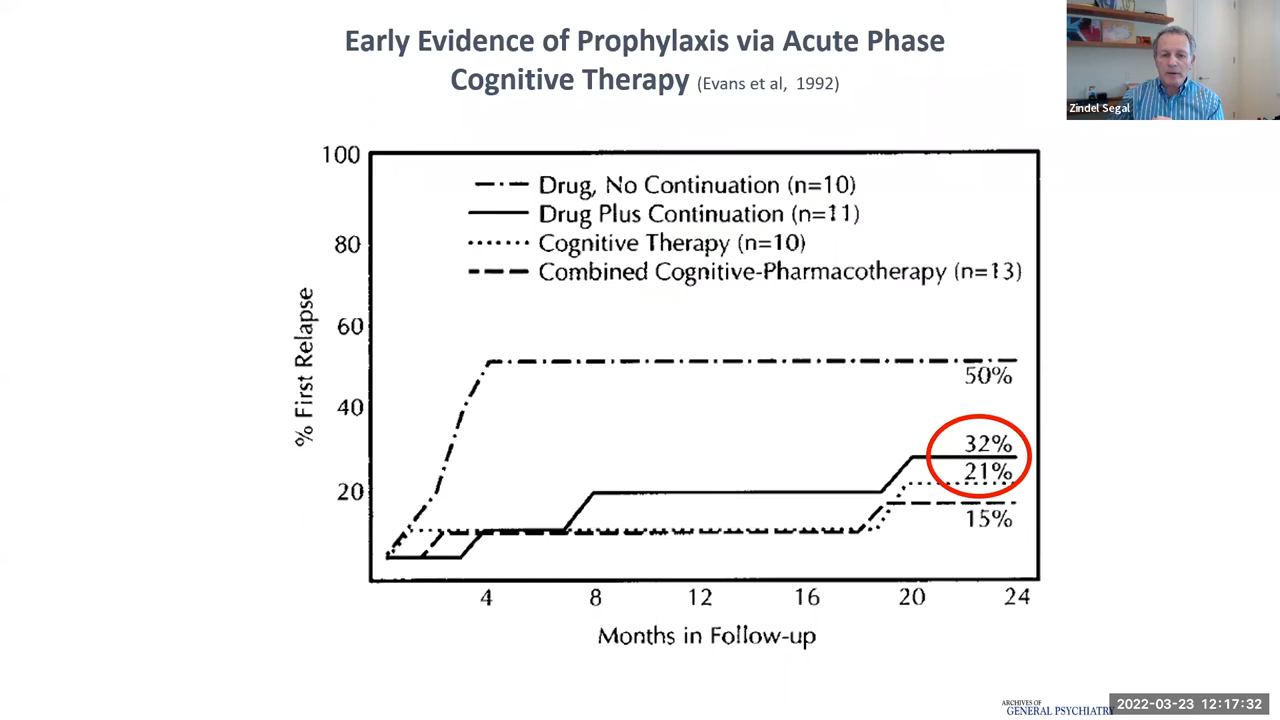 Early Evidence of Prophylaxis via Acute Phase
Cognitive Therapy (Evans et al, 1992)
Zindel Segal
100
80
60
40
20
% First Relapse
Drug, No Continuation (n=10)
Drug Plus Continuation (n=11)
Cognitive Therapy (n=10)
Combined Cognitive-Pharmacotherapy (n=13)
50%
32%
21%
15%
4 8 12 16 20 24
Months in Follow-up
ARCHIVES OF
GENERAL PSYCHIATRY
2022-03-23 12:17:32